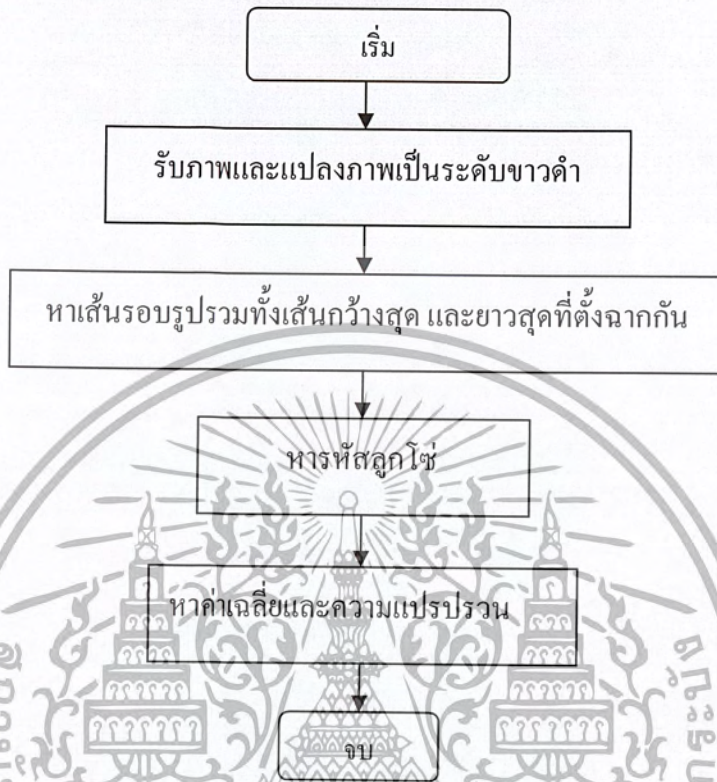 เริ่ม
รับภาพและแปลงภาพเป็นระดับขาวดำ
หาเส้นรอบรูปรวมทั้งเส้นกว้างสุด และยาวสุดที่ตั้งฉากกัน
หารหัสลูกโซ่
หาค่าเฉลี่ยและความแปรปรวน
จบ